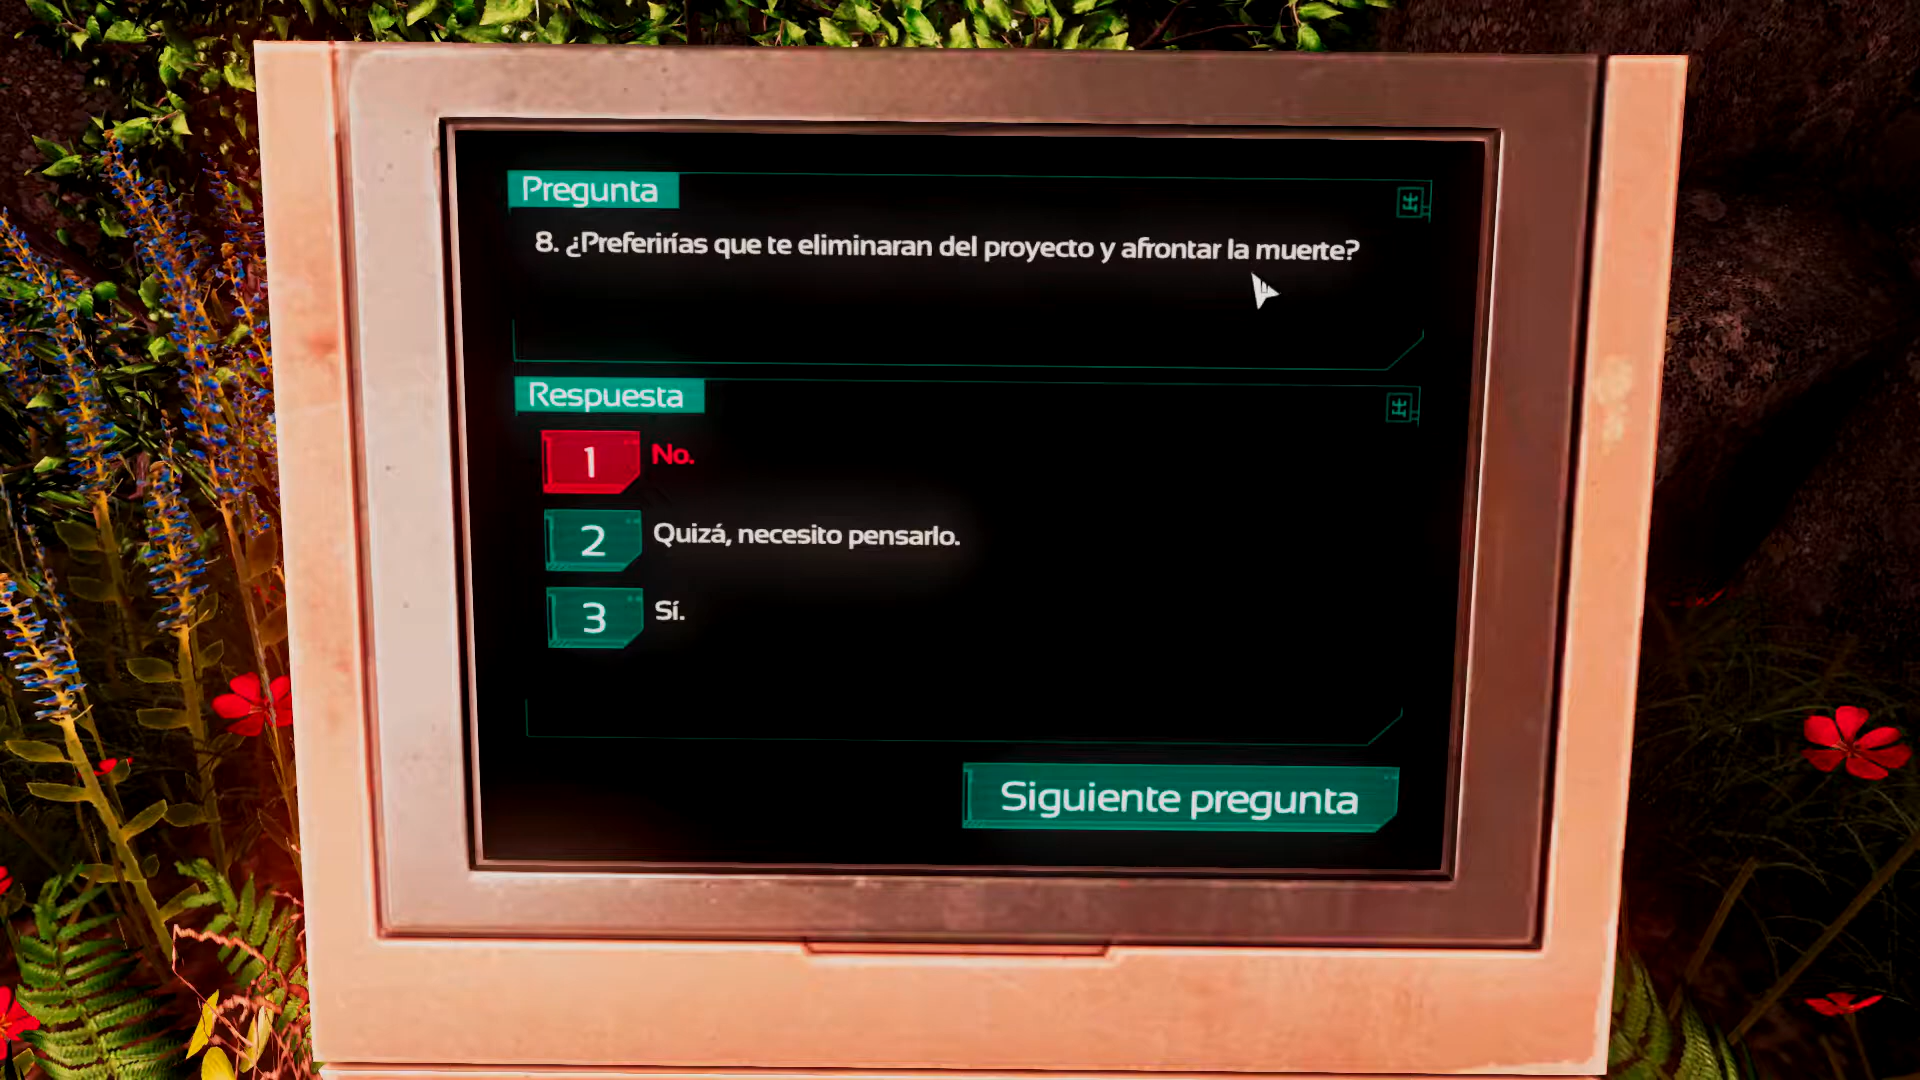 Pregunta
8. ¿Preferirías que te eliminaran del proyecto y afrontar la muerte?
Respuesta
1 No.
2 Quizá, necesito pensarlo.
3 Sí.
Siguiente pregunta